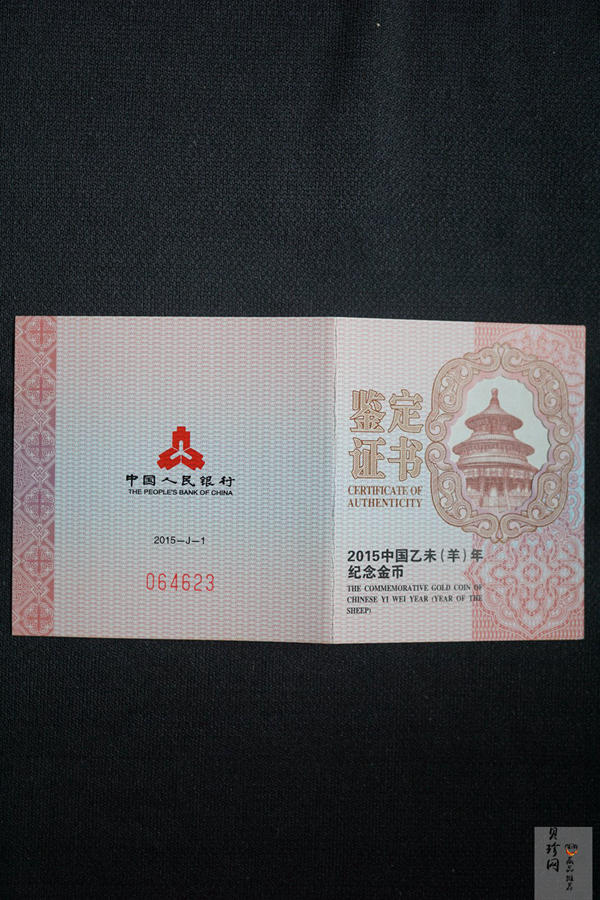 中国人民银行
THE PEOPLE'S BANK OF CHINA
2015-J-1
064623
鉴定
证书
CERTIFICATE OF
AUTHENTICITY
2015中国乙未(羊)年
纪念金币
THE COMMEMORATIVE GOLD COIN OF
CHINESE YI WEI YEAR (YEAR OF THE
SHEEP)
贝珍网